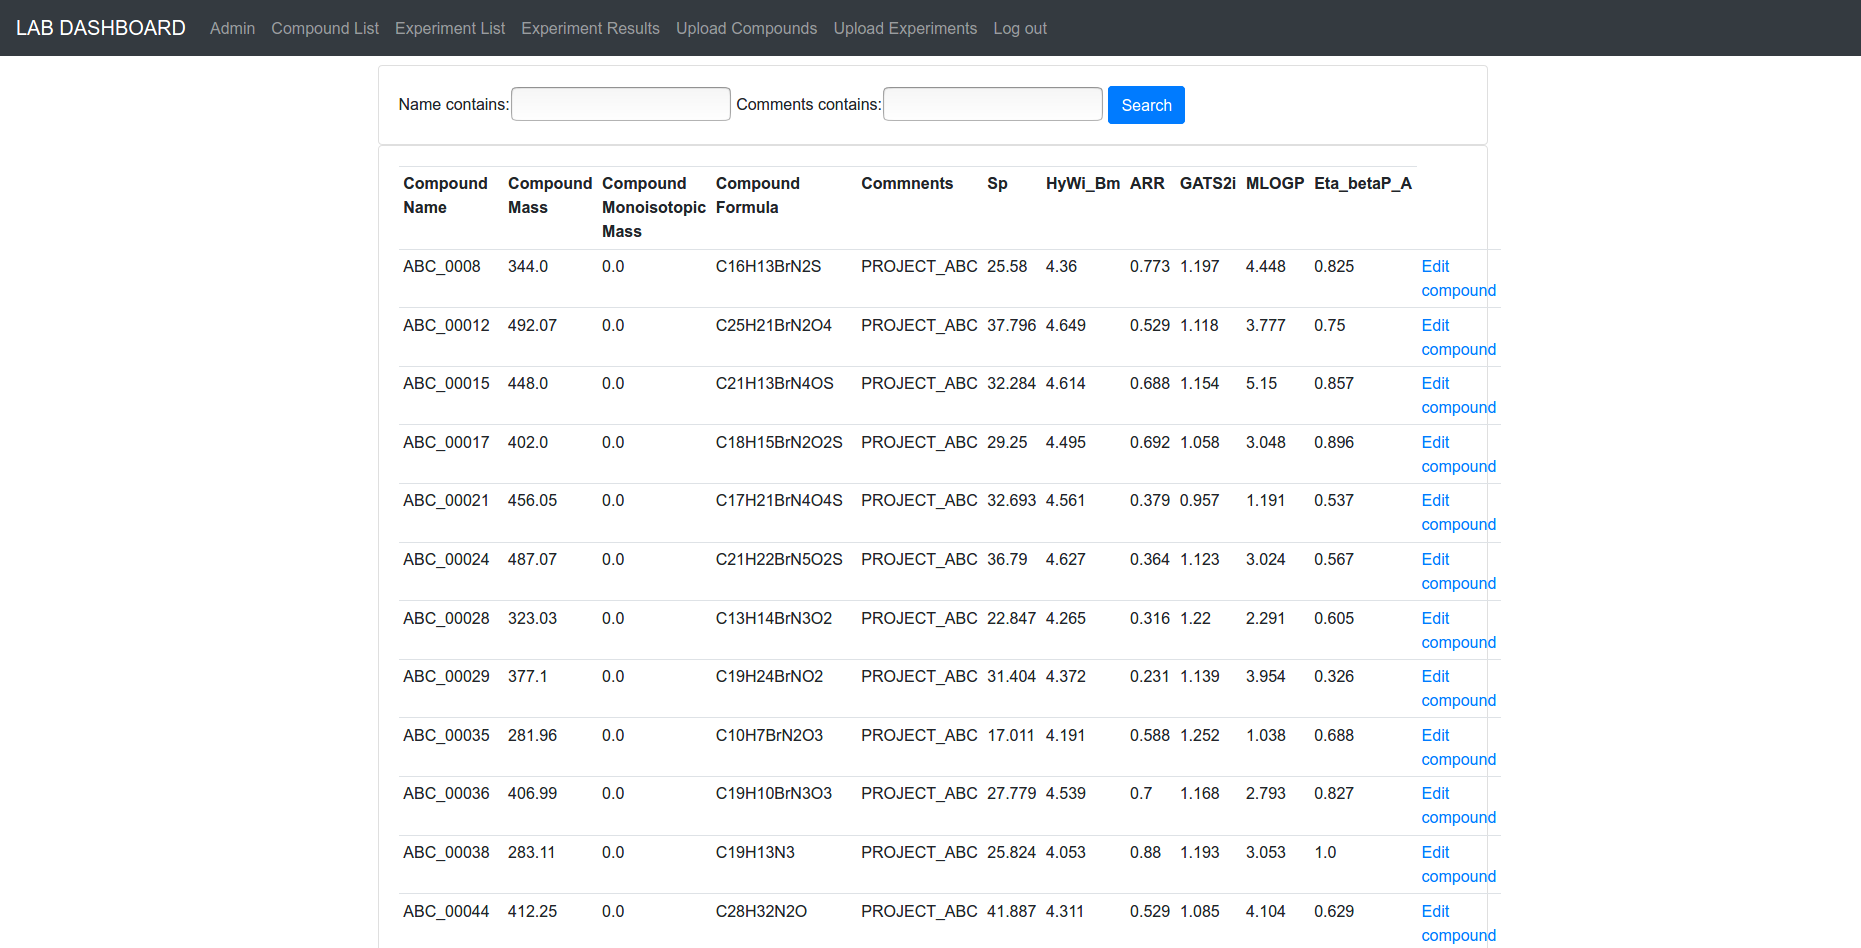 LAB DASHBOARD Admin Compound List Experiment List Experiment Results Upload Compounds Upload Experiments Log out
Name contains: Comments contains: Search
Compound Name Compound Mass Compound Monoisotopic Mass Compound Formula Commnents Sp HyWi_Bm ARR GATS2i MLOGP Eta_betaP_A
ABC_0008 344.0 0.0 C16H13BrN2S PROJECT_ABC 25.58 4.36 0.773 1.197 4.448 0.825 Edit compound
ABC_00012 492.07 0.0 C25H21BrN2O4 PROJECT_ABC 37.796 4.649 0.529 1.118 3.777 0.75 Edit compound
ABC_00015 448.0 0.0 C21H13BrN4OS PROJECT_ABC 32.284 4.614 0.688 1.154 5.15 0.857 Edit compound
ABC_00017 402.0 0.0 C18H15BrN2O2S PROJECT_ABC 29.25 4.495 0.692 1.058 3.048 0.896 Edit compound
ABC_00021 456.05 0.0 C17H21BrN4O4S PROJECT_ABC 32.693 4.561 0.379 0.957 1.191 0.537 Edit compound
ABC_00024 487.07 0.0 C21H22BrN5O2S PROJECT_ABC 36.79 4.627 0.364 1.123 3.024 0.567 Edit compound
ABC_00028 323.03 0.0 C13H14BrN3O2 PROJECT_ABC 22.847 4.265 0.316 1.22 2.291 0.605 Edit compound
ABC_00029 377.1 0.0 C19H24BrNO2 PROJECT_ABC 31.404 4.372 0.231 1.139 3.954 0.326 Edit compound
ABC_00035 281.96 0.0 C10H7BrN2O3 PROJECT_ABC 17.011 4.191 0.588 1.252 1.038 0.688 Edit compound
ABC_00036 406.99 0.0 C19H10BrN3O3 PROJECT_ABC 27.779 4.539 0.7 1.168 2.793 0.827 Edit compound
ABC_00038 283.11 0.0 C19H13N3 PROJECT_ABC 25.824 4.053 0.88 1.193 3.053 1.0 Edit compound
ABC_00044 412.25 0.0 C28H32N2O PROJECT_ABC 41.887 4.311 0.529 1.085 4.104 0.629 Edit compound